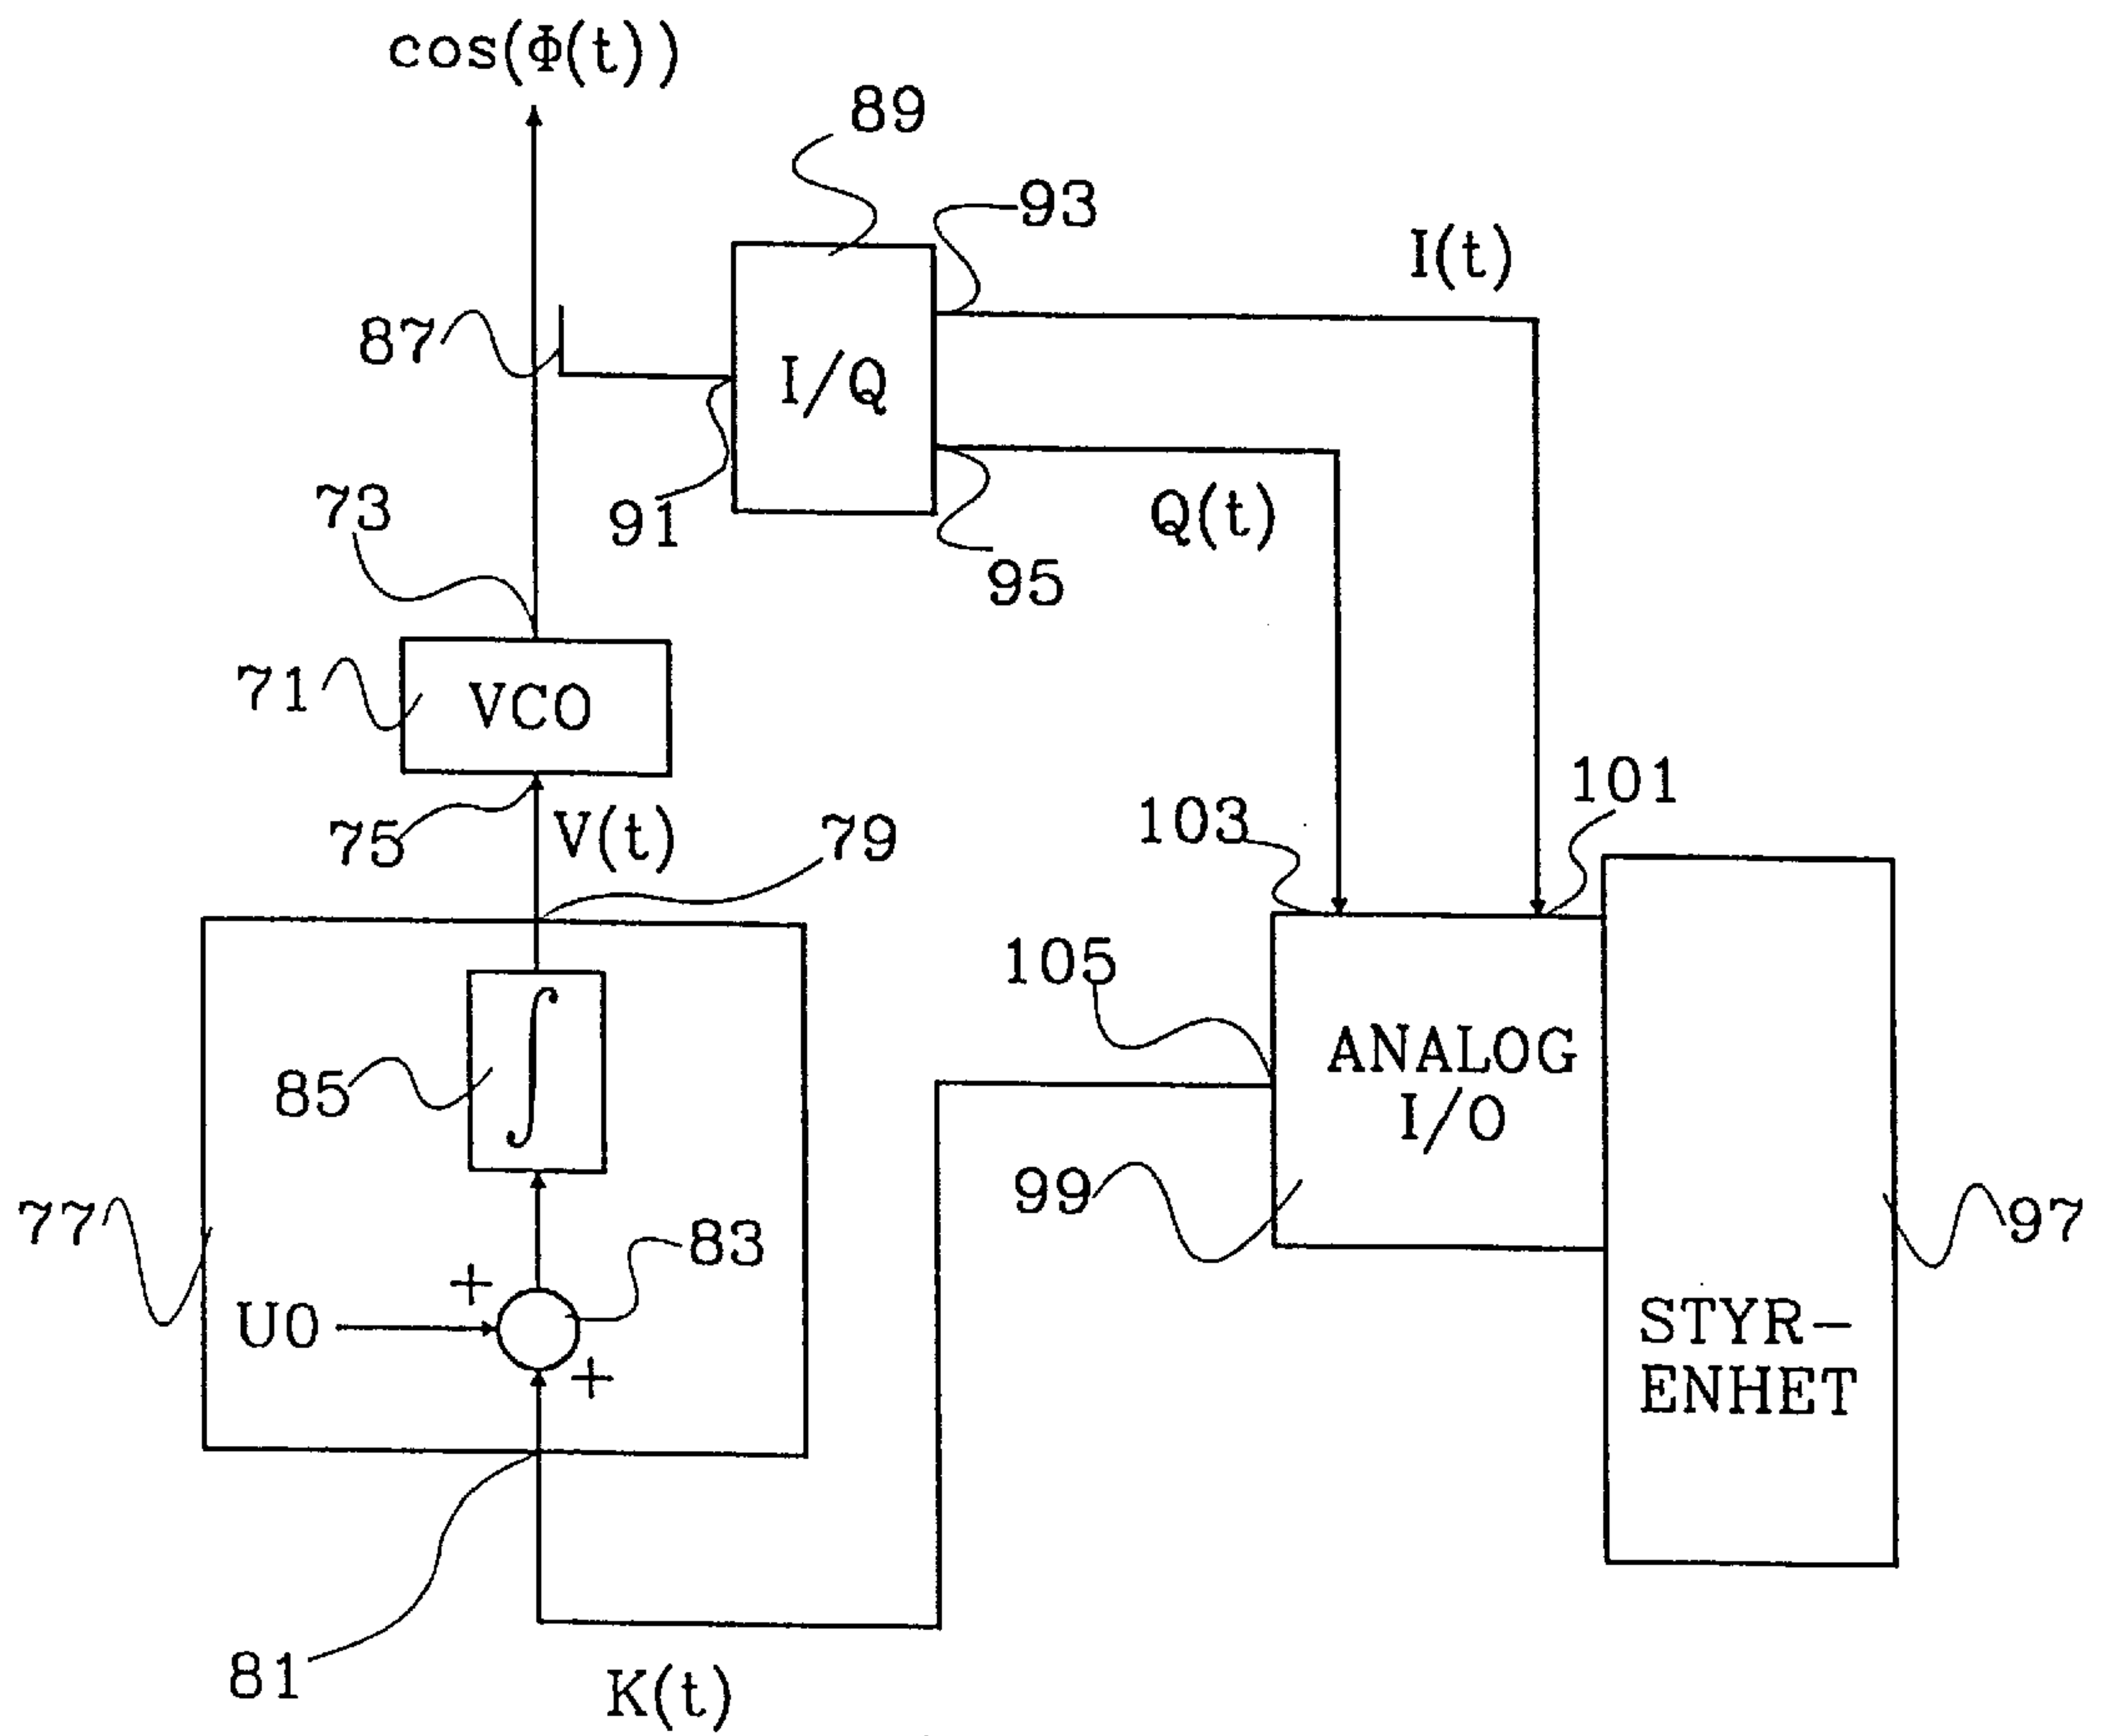 cos(Φ(t))
89
93
I(t)
87
I/Q
73
91
Q(t)
95
71
VCO
101
75
V(t)
79
103
105
ANALOG
I/O
85
99
77
83
97
+
U0
STYR-
ENHET
+
81
K(t)